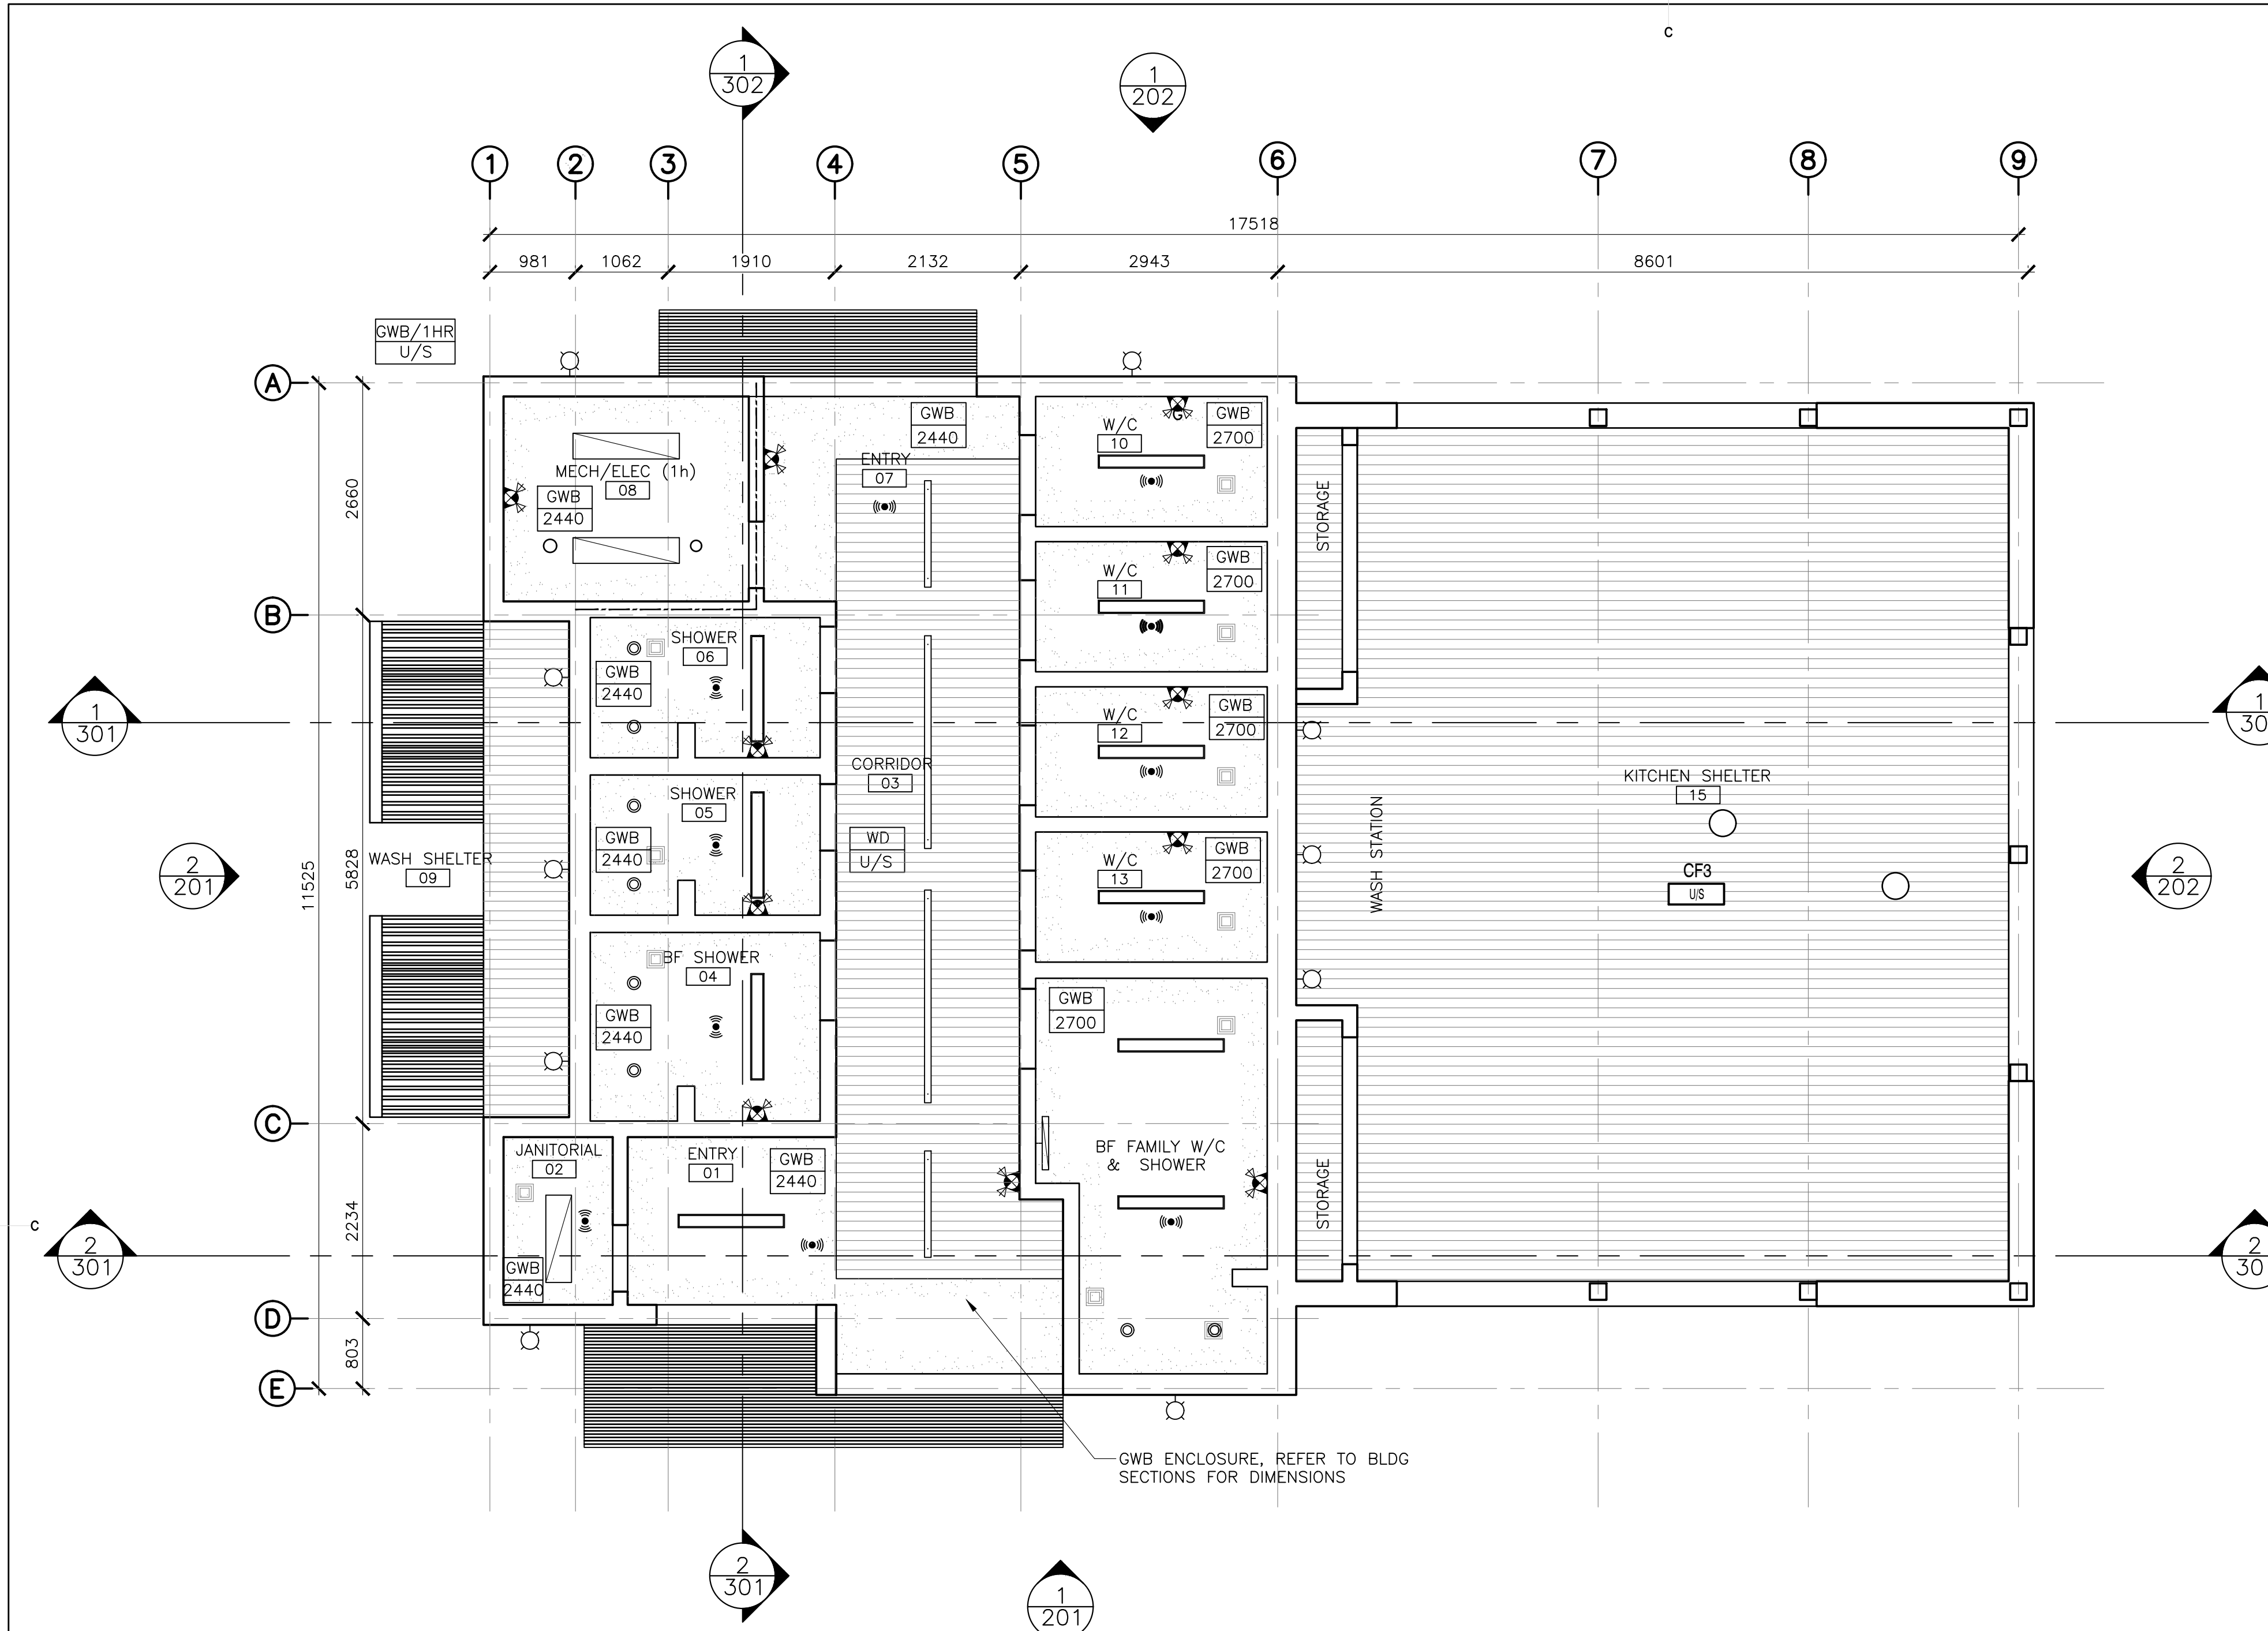 c
1
302
1
202
1
2
3
4
5
6
7
8
9
17518
981
1062
1910
2132
2943
8601
GWB/1HR
U/S
A
GWB
2440
W/C
10
GWB
2700
ENTRY
07
MECH/ELEC (1h)
08
GWB
2440
STORAGE
2660
W/C
11
GWB
2700
B
SHOWER
06
GWB
2440
W/C
12
GWB
2700
1
301
1
30
CORRIDOR
03
KITCHEN SHELTER
15
SHOWER
05
GWB
2440
WD
U/S
W/C
13
GWB
2700
WASH STATION
WASH SHELTER
09
5828
11525
2
201
CF3
U/S
2
202
BF SHOWER
04
GWB
2440
GWB
2700
C
JANITORIAL
02
ENTRY
01
GWB
2440
BF FAMILY W/C
& SHOWER
STORAGE
2234
c
2
301
GWB
2440
2
30
D
803
E
GWB ENCLOSURE, REFER TO BLDG
SECTIONS FOR DIMENSIONS
2
301
1
201
G